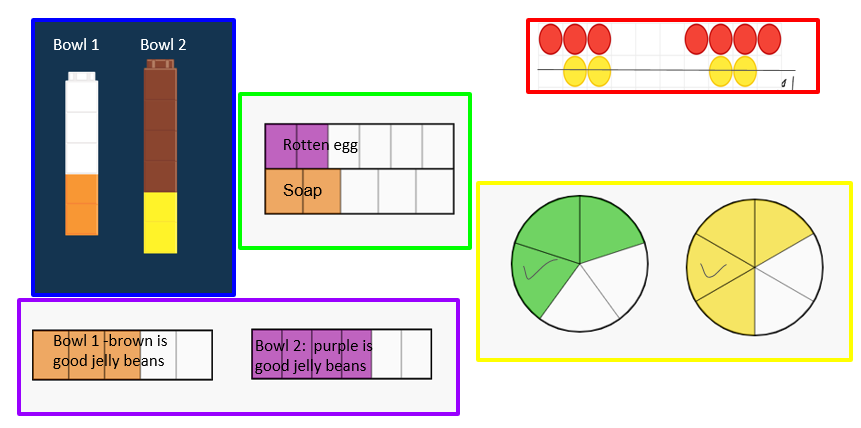 Bowl 1
Bowl 2
Rotten egg
Soap
Bowl 1 -brown is
good jelly beans
Bowl 2:  purple is
good jelly beans